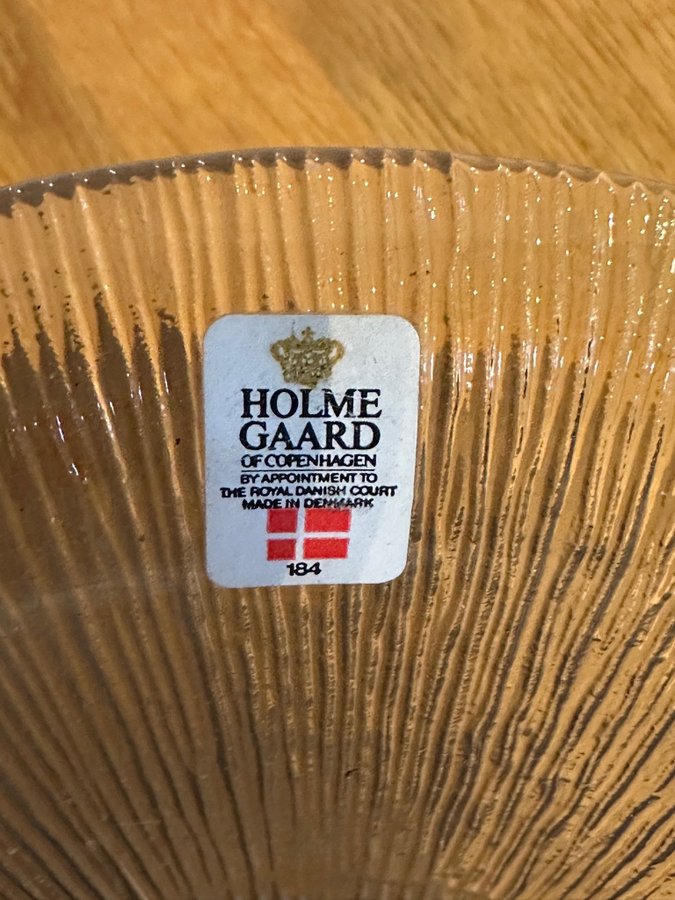 HOLME
GAARD
OF COPENHAGEN
BY APPOINTMENT TO
THE ROYAL DANISH COURT
MADE IN DENMARK
184